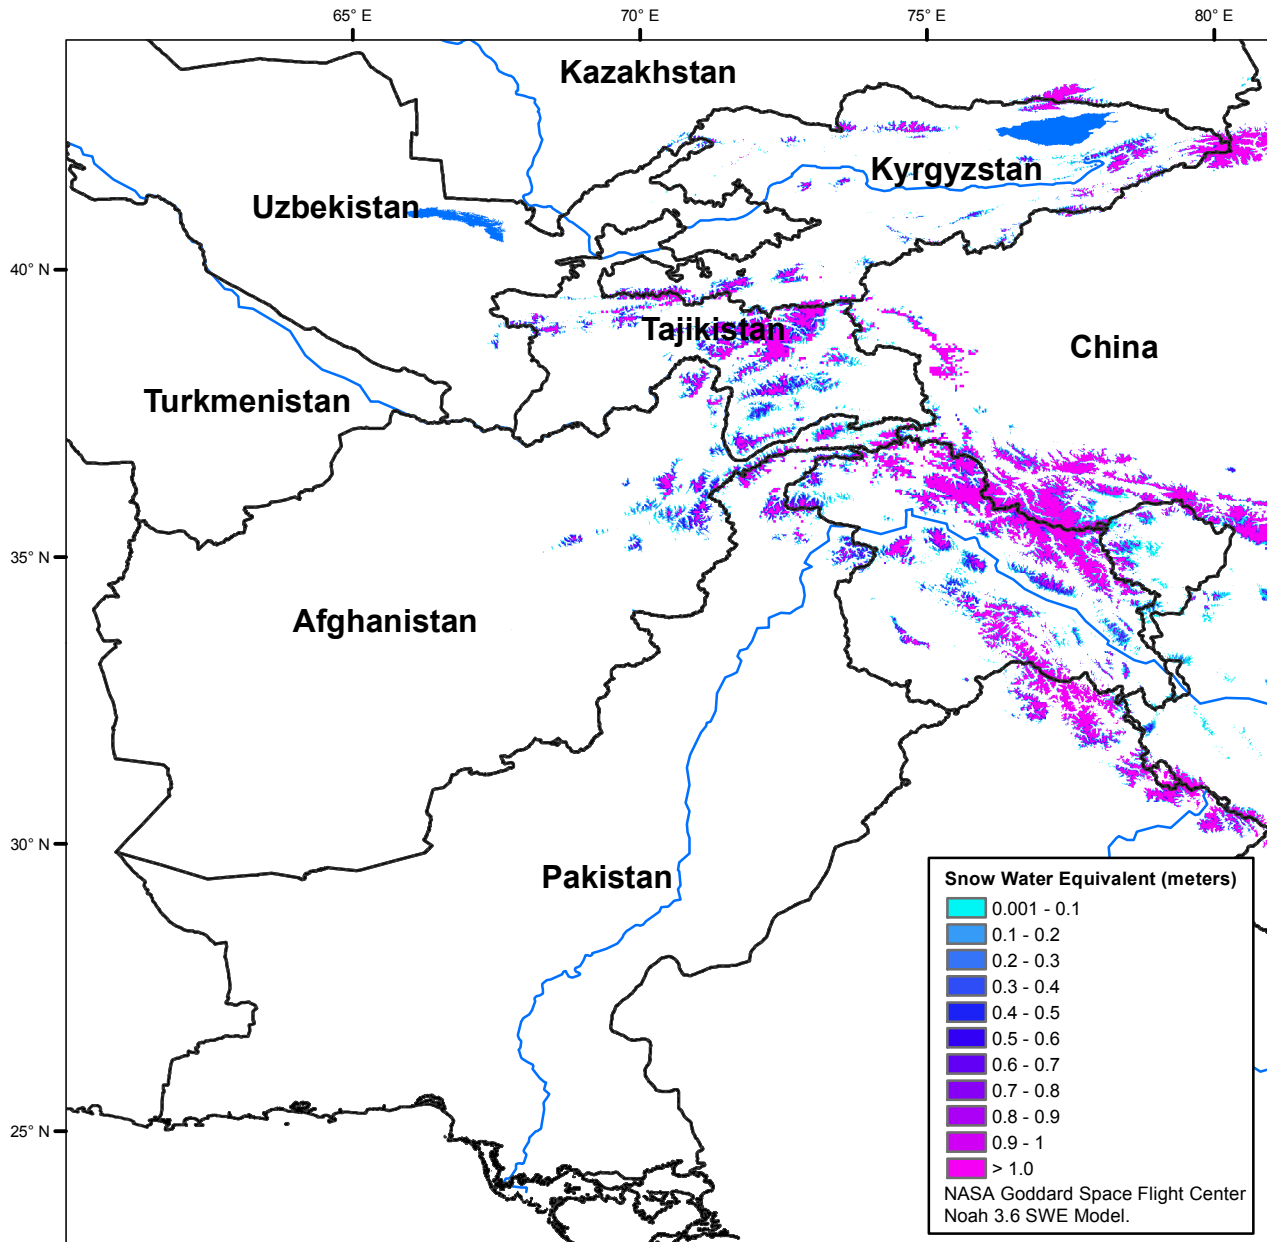 65° E
70° E
75° E
80° E
Kazakhstan
Kyrgyzstan
Uzbekistan
40° N
Tajikistan
China
Turkmenistan
35° N
Afghanistan
30° N
Pakistan
25° N
Snow Water Equivalent (meters)
0.001 - 0.1
0.1 - 0.2
0.2 - 0.3
0.3 - 0.4
0.4 - 0.5
0.5 - 0.6
0.6 - 0.7
0.7 - 0.8
0.8 - 0.9
0.9 - 1
> 1.0
NASA Goddard Space Flight Center
Noah 3.6 SWE Model.